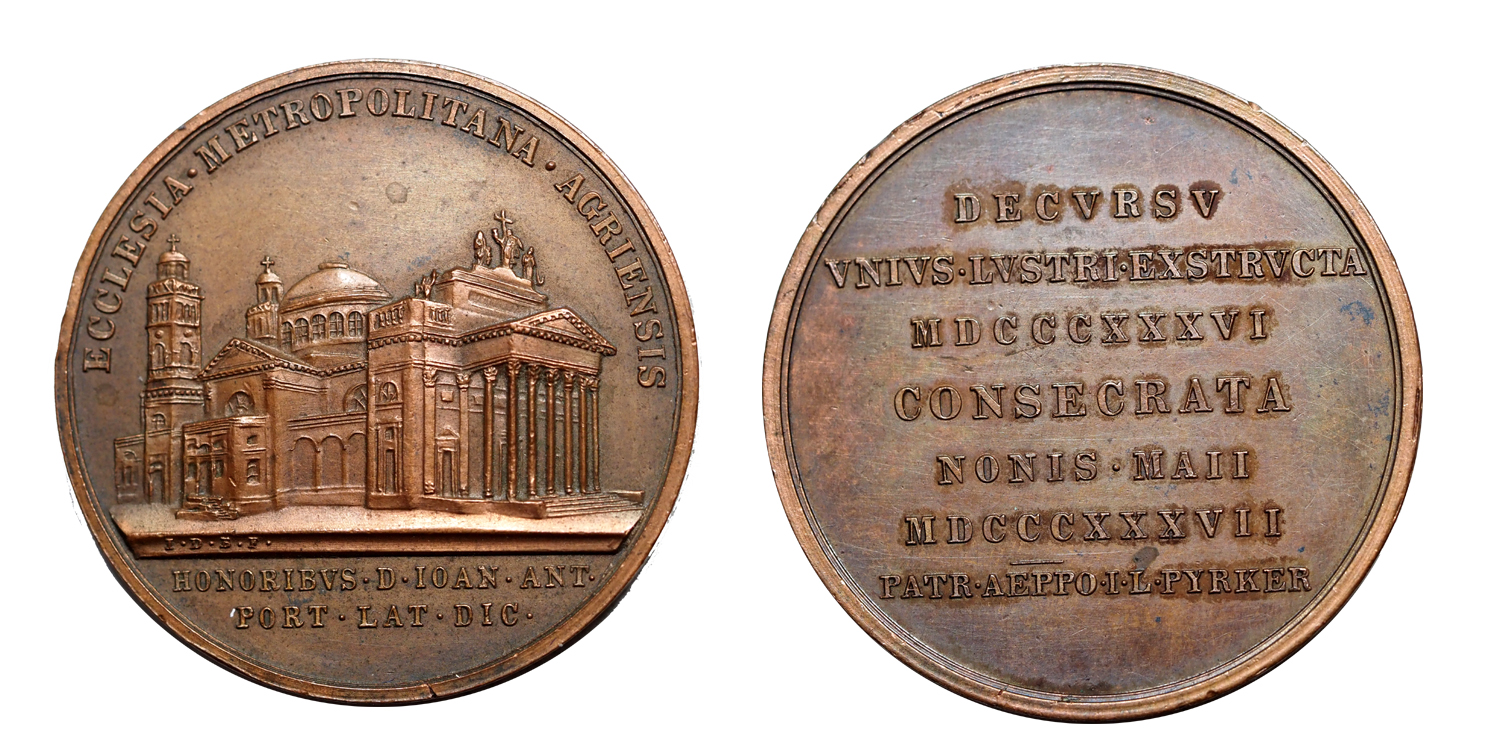 ECCLESIA · METROPOLITANA · AGRIENSIS
I · D · B · F ·
HONORIBVS · D · IOAN · ANT ·
PORT · LAT · DIC ·
DECVRSV
VNIVS · LVSTRI · EXSTRVCTA
MDCCCXXXVI
CONSECRATA
NONIS · MAII
MDCCCXXXVII
PATR · AEPPO · I · L · PYRKER